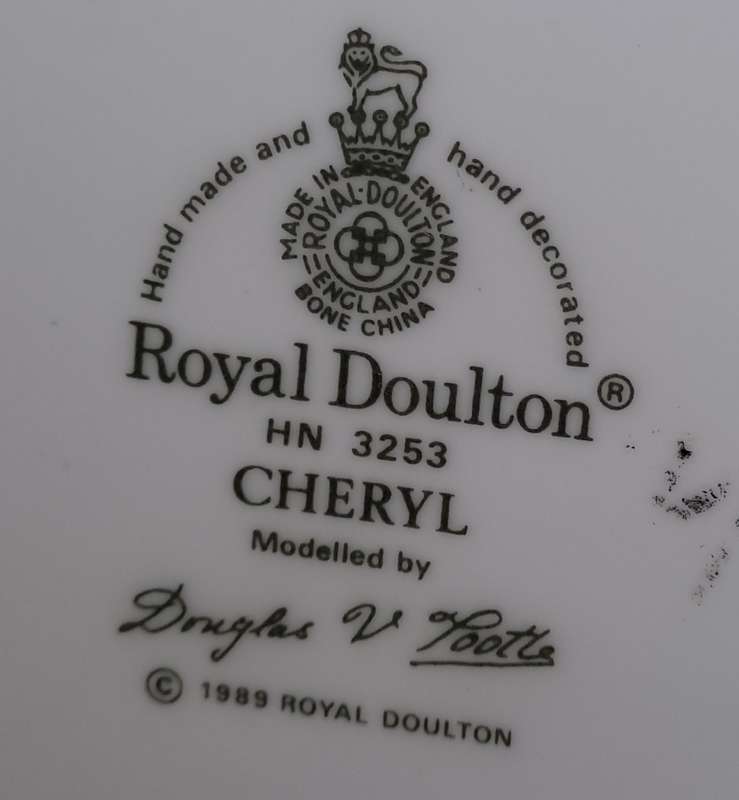 Hand made and hand decorated
MADE IN ENGLAND
ROYAL·DOULTON
ENGLAND
BONE CHINA
Royal Doulton ®
HN 3253
CHERYL
Modelled by
Douglas V Tootle
© 1989 ROYAL DOULTON